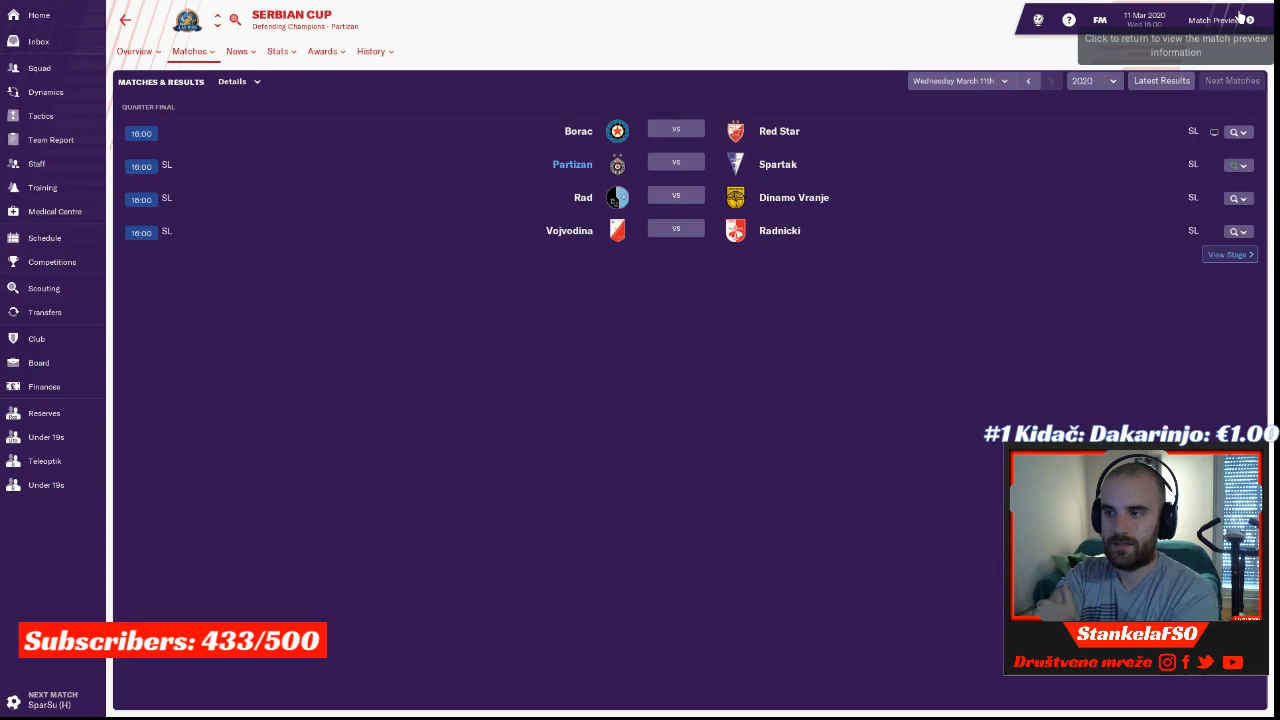 Home
Inbox
Squad
Dynamics
Tactics
Team Report
Staff
Training
Medical Centre
Schedule
Competitions
Scouting
Transfers
Club
Board
Finances
Reserves
Under 19s
Teleoptik
Under 19s
NEXT MATCH
SparSu (H)
SERBIAN CUP
Defending Champions - Partizan
FM
11 Mar 2020
Wed 16:00
Match Preview
Click to return to view the match preview
information
Overview Matches News Stats Awards History
MATCHES & RESULTS Details Wednesday March 11th 2020 Latest Results Next Matches
QUARTER FINAL
16:00 Borac vs Red Star SL
16:00 SL Partizan vs Spartak SL
16:00 SL Rad vs Dinamo Vranje SL
16:00 SL Vojvodina vs Radnicki SL
View Stage
#1 Kidač: Dakarinjo: €1.00
StankelaFSO
Društvene mreže
Subscribers: 433/500